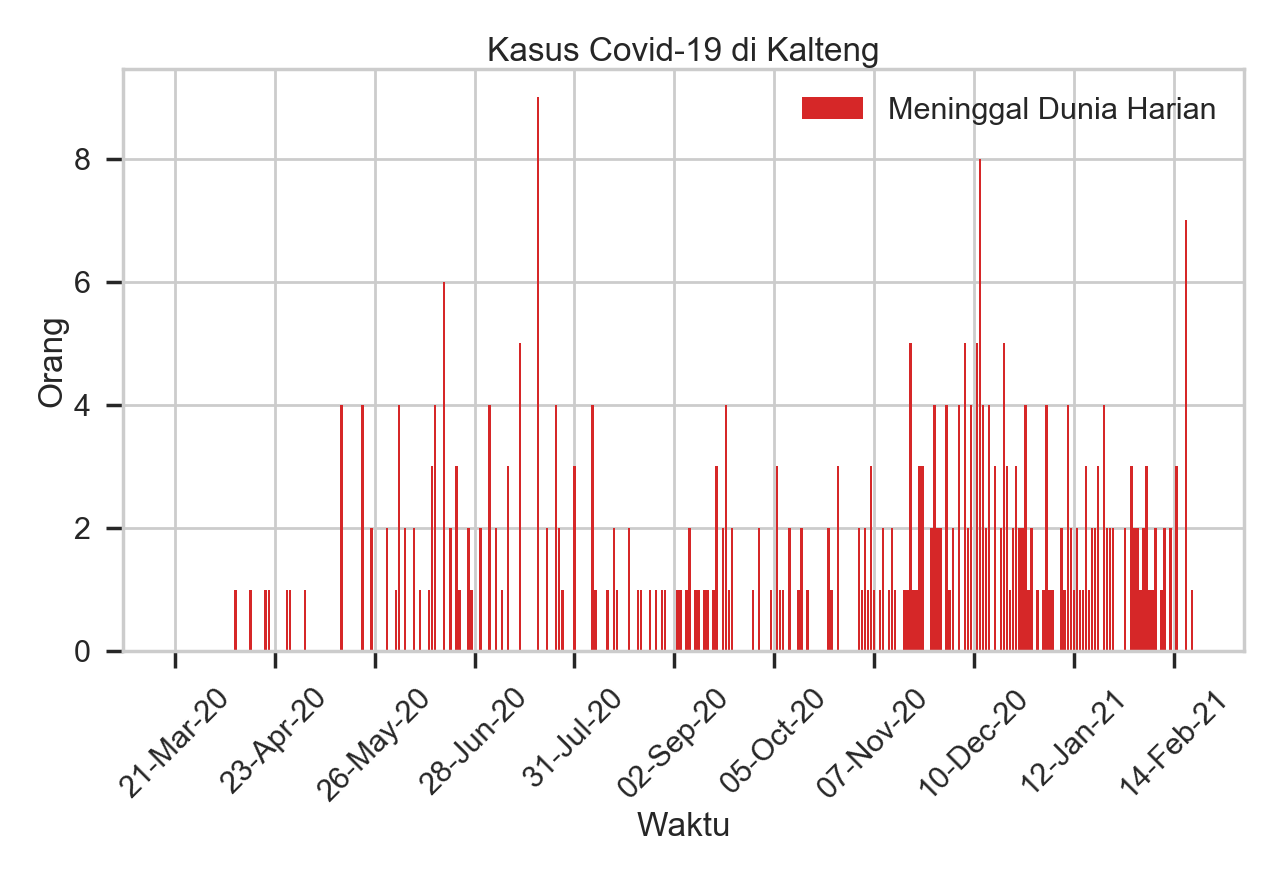 Kasus Covid-19 di Kalteng
Meninggal Dunia Harian
8
6
4
2
0
Orang
21-Mar-20
23-Apr-20
26-May-20
28-Jun-20
31-Jul-20
02-Sep-20
05-Oct-20
07-Nov-20
10-Dec-20
12-Jan-21
14-Feb-21
Waktu